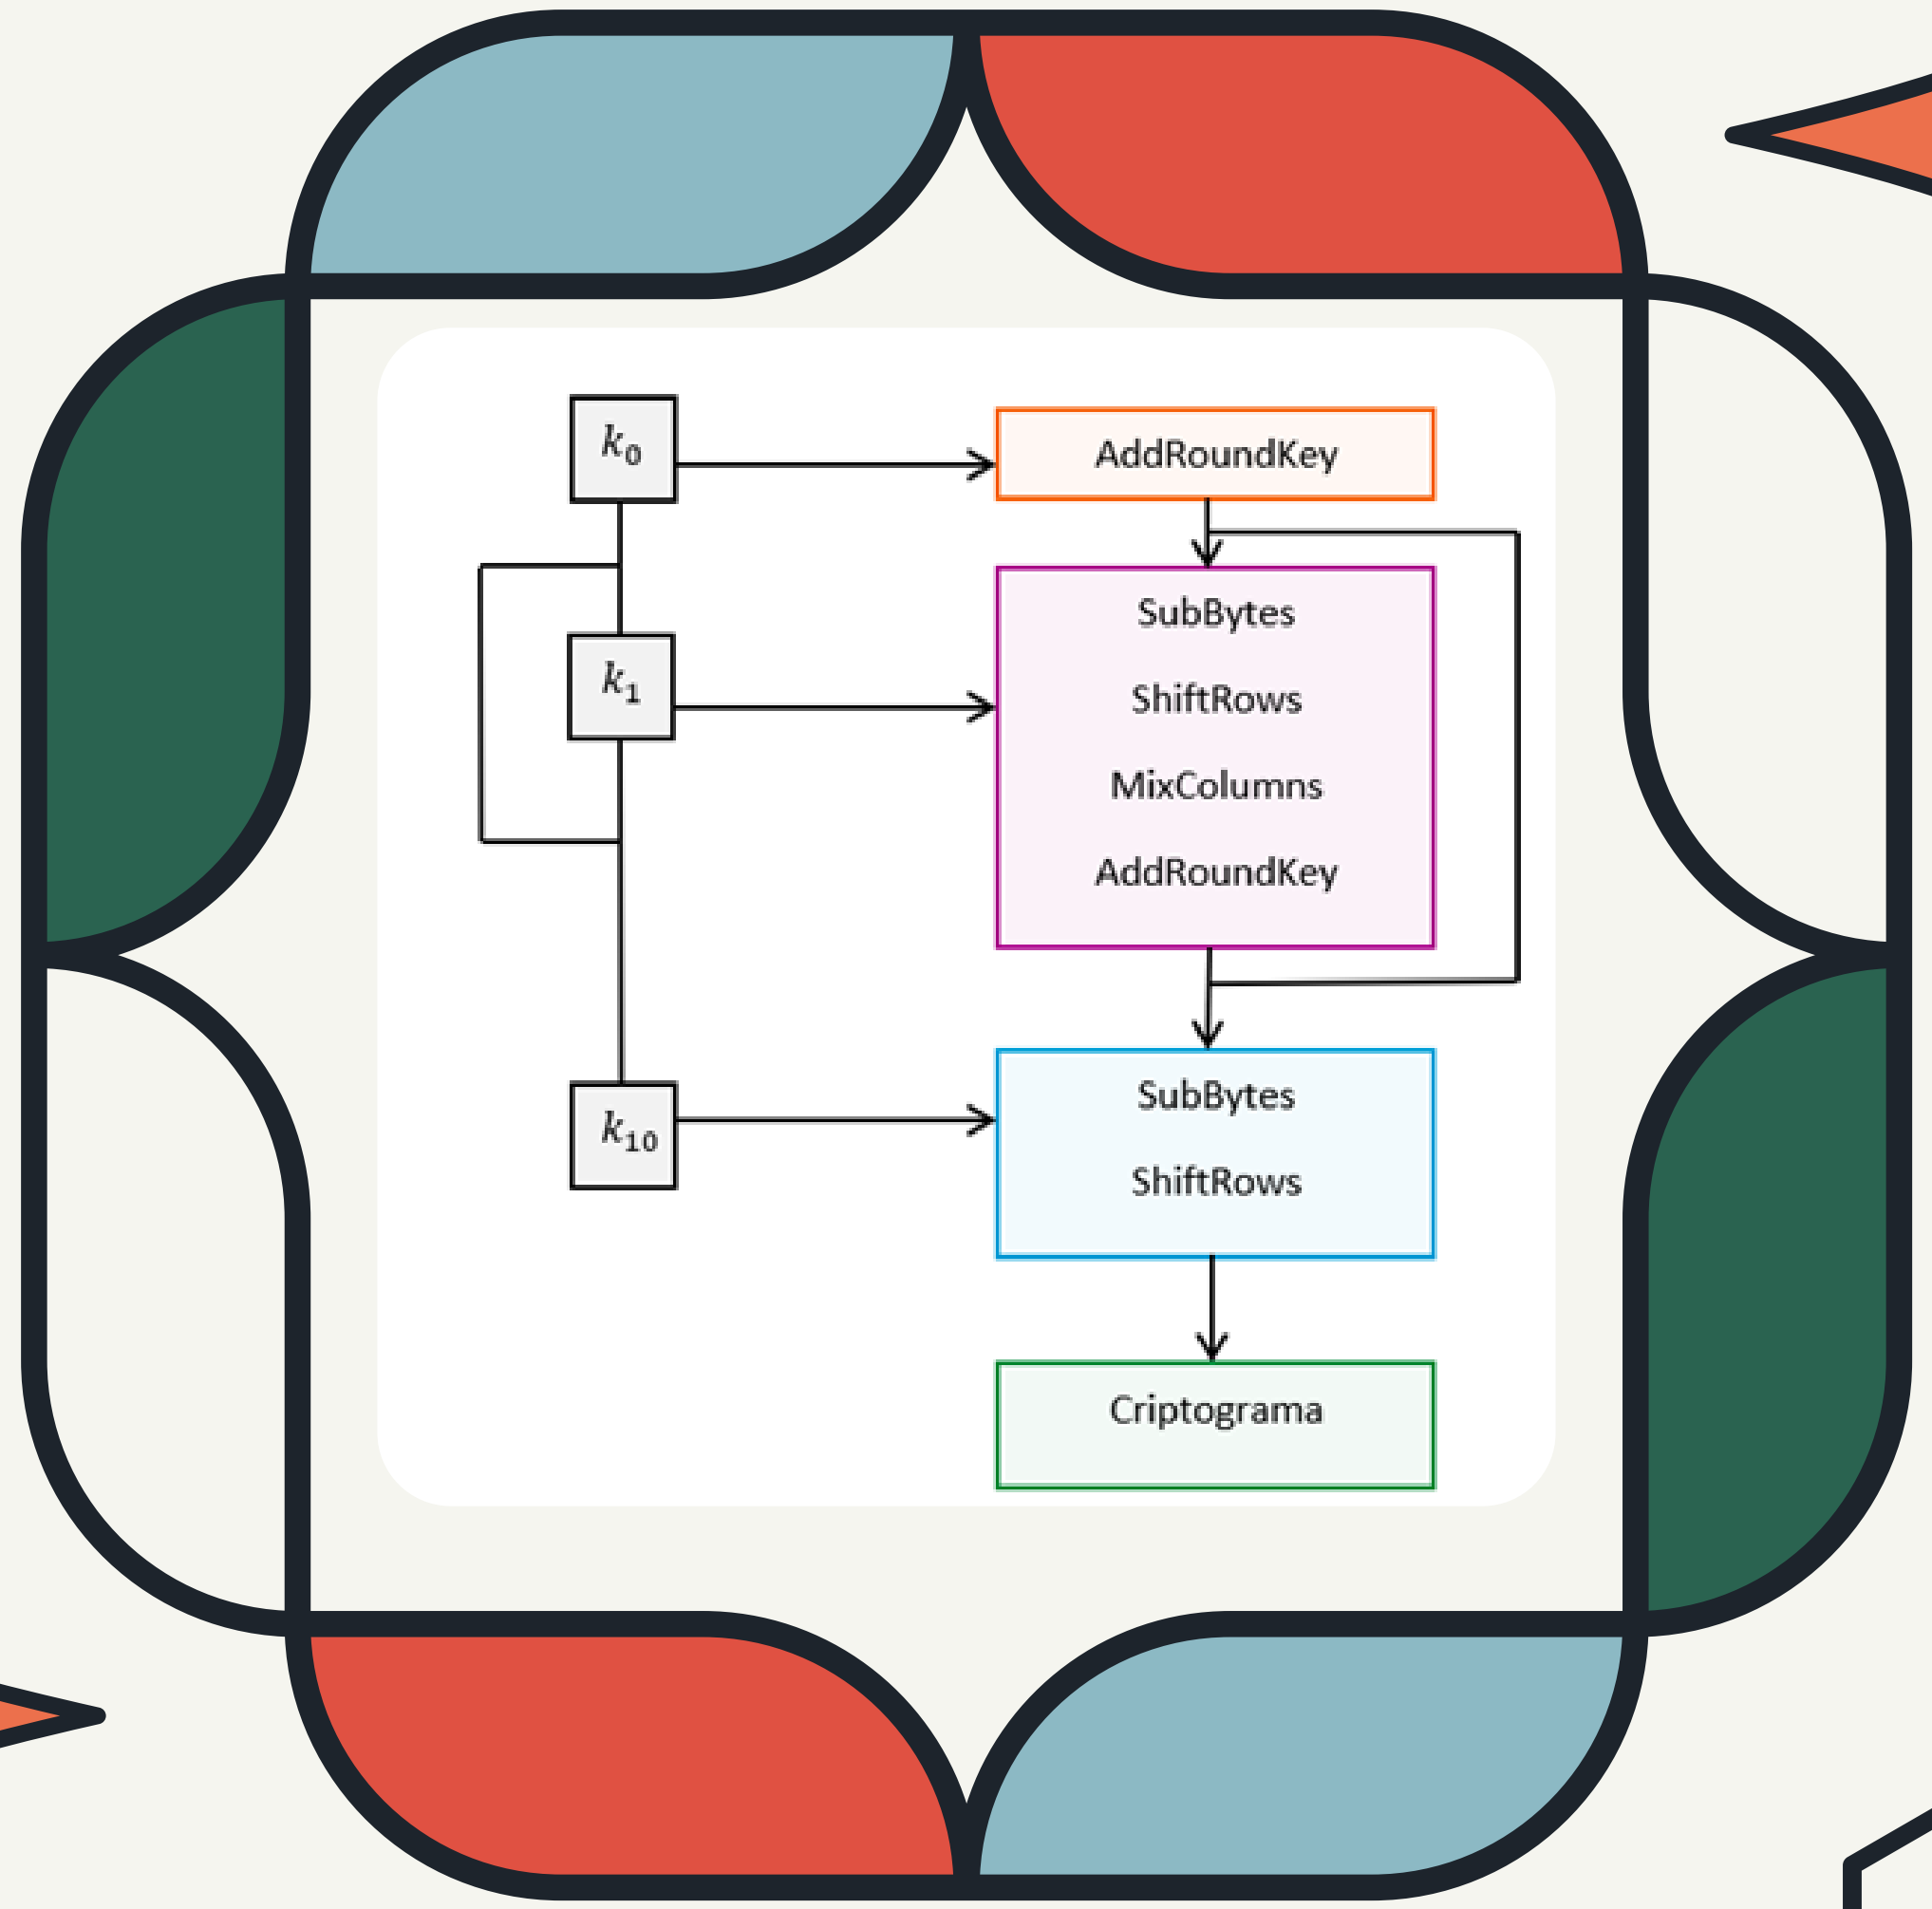 k₀
AddRoundKey
SubBytes
k₁
ShiftRows
MixColumns
AddRoundKey
SubBytes
k₁₀
ShiftRows
Criptograma